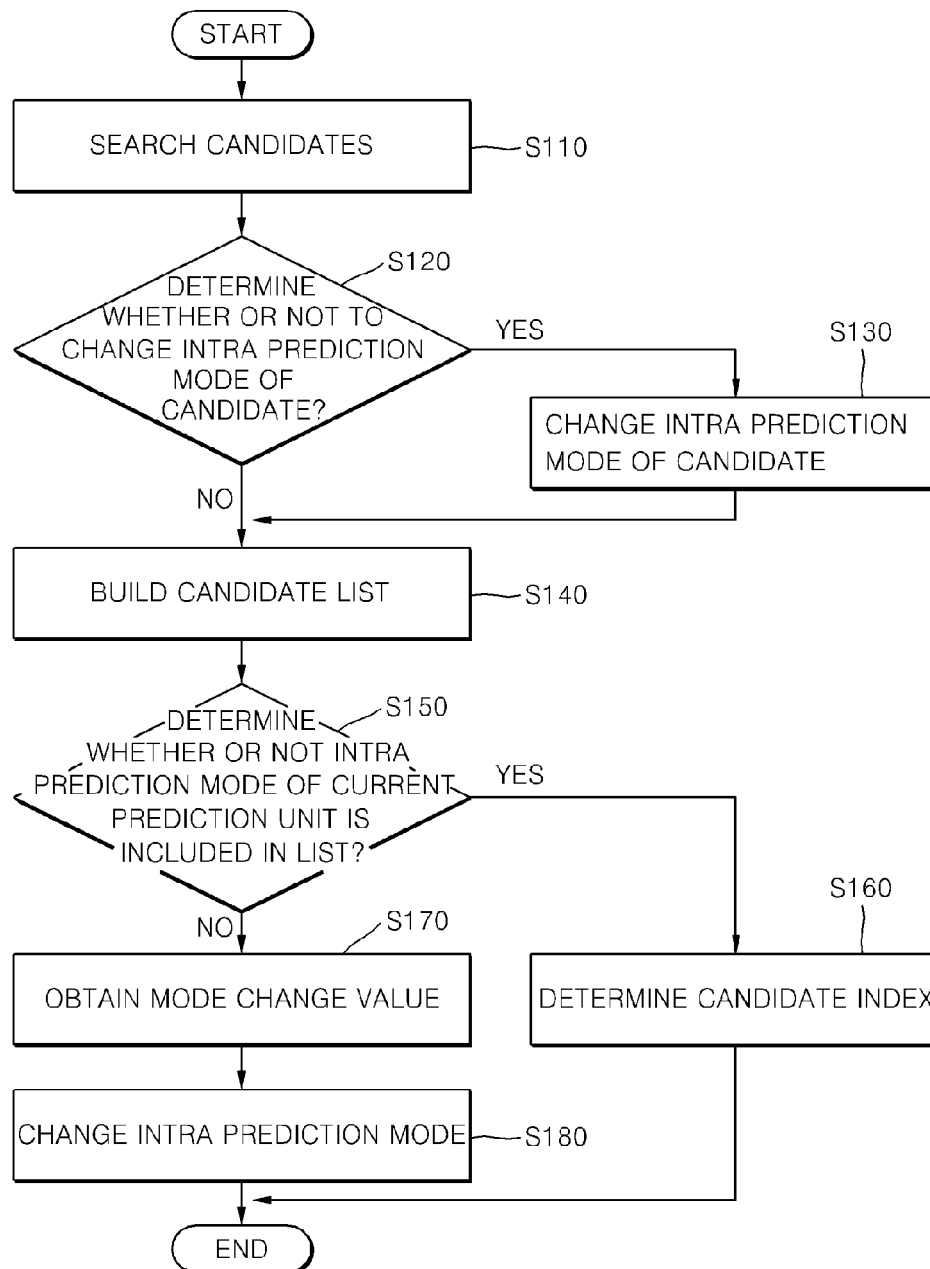 START
SEARCH CANDIDATES
S110
S120
DETERMINE
WHETHER OR NOT TO
CHANGE INTRA PREDICTION
MODE OF
CANDIDATE?
YES
S130
CHANGE INTRA PREDICTION
MODE OF CANDIDATE
NO
BUILD CANDIDATE LIST
S140
S150
DETERMINE
WHETHER OR NOT INTRA
PREDICTION MODE OF CURRENT
PREDICTION UNIT IS
INCLUDED IN LIST?
YES
S160
DETERMINE CANDIDATE INDEX
NO
S170
OBTAIN MODE CHANGE VALUE
CHANGE INTRA PREDICTION MODE
S180
END